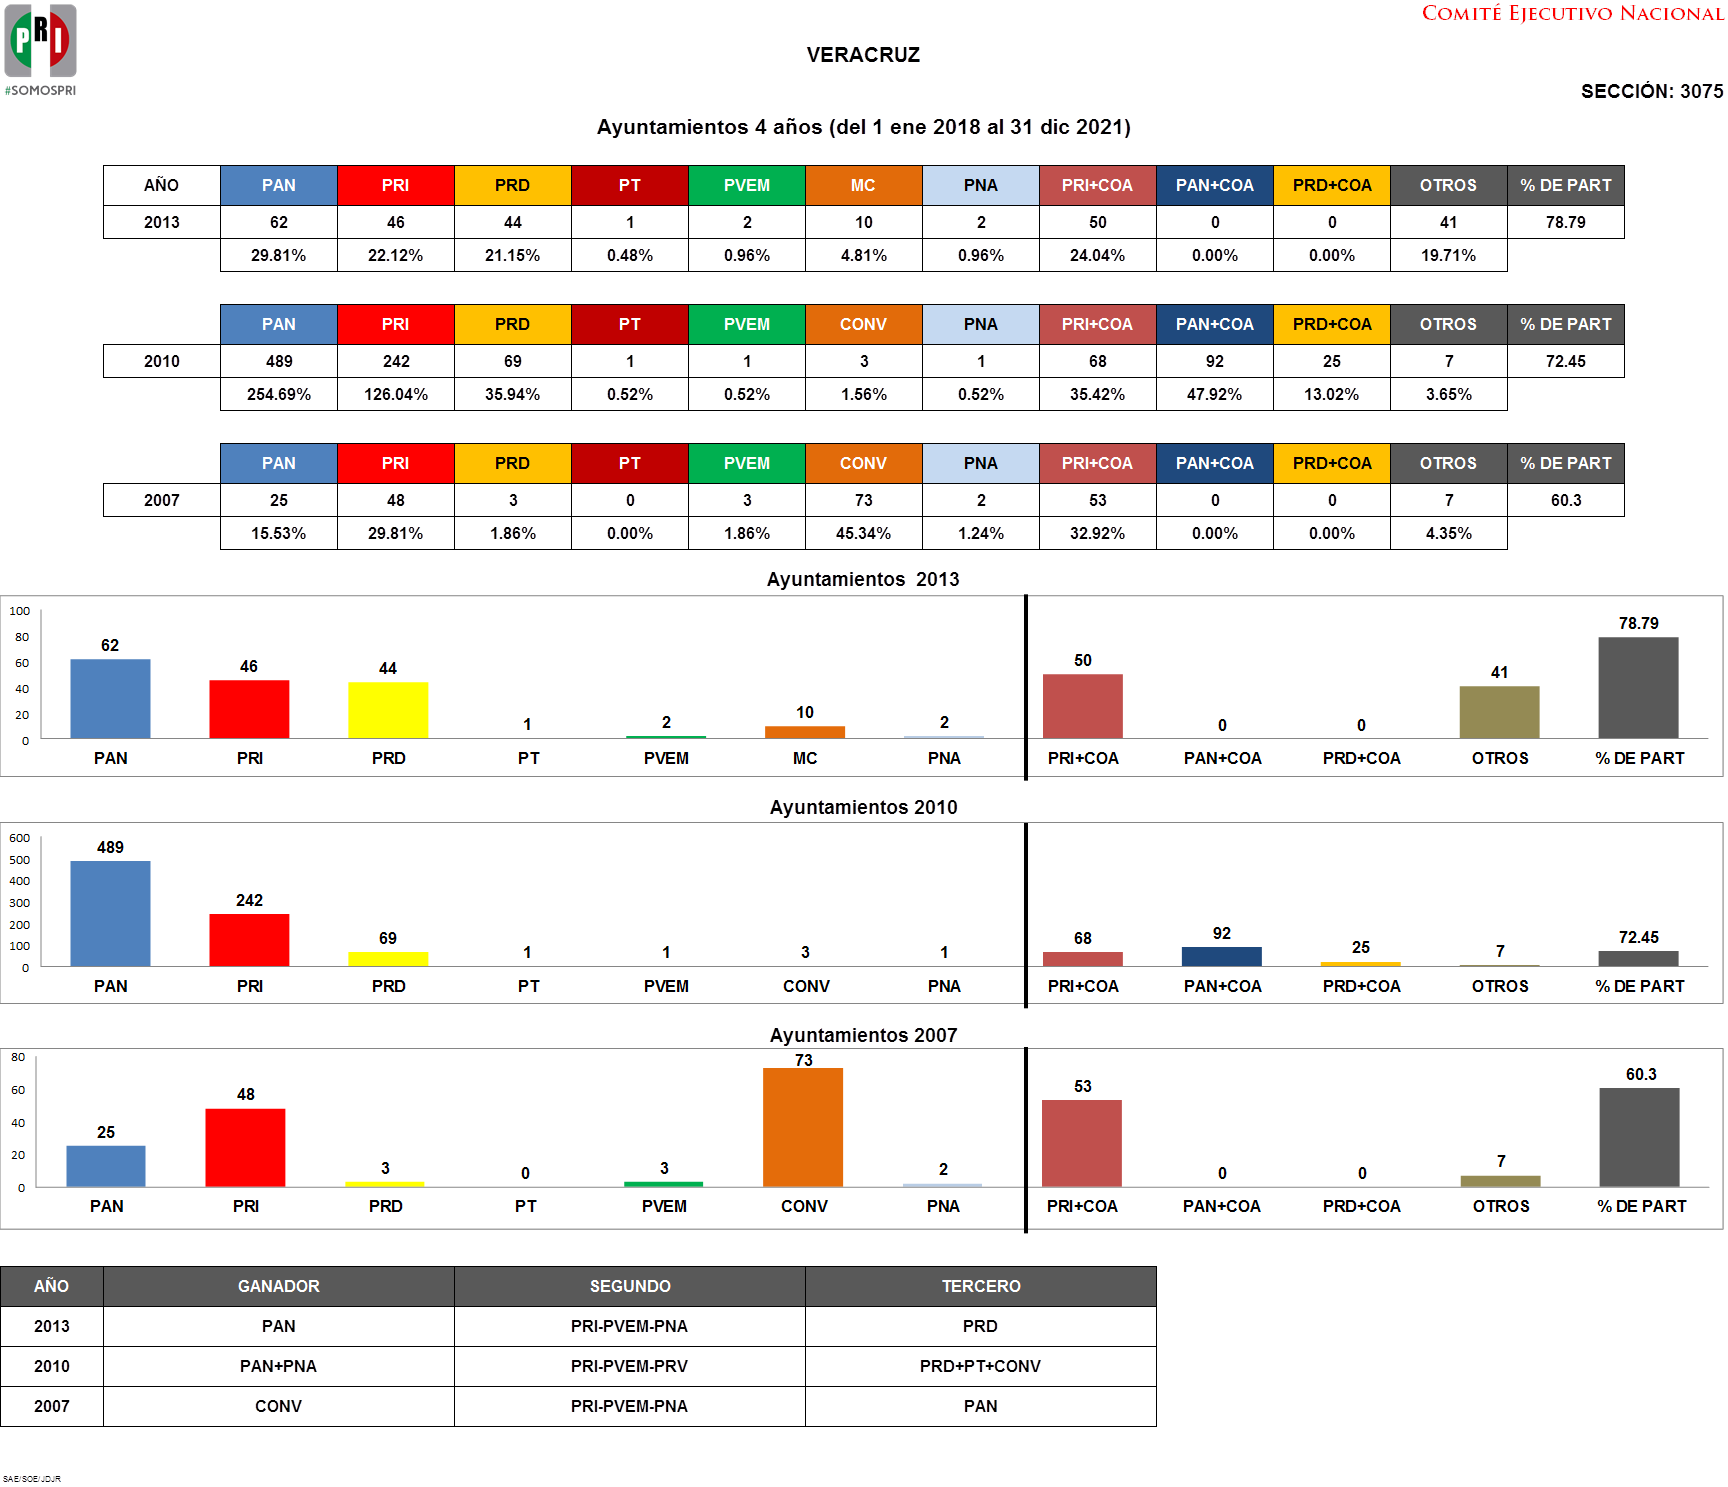 PRI
#SOMOSPRI
COMITÉ EJECUTIVO NACIONAL
VERACRUZ
SECCIÓN: 3075
Ayuntamientos 4 años (del 1 ene 2018 al 31 dic 2021)
AÑO PAN PRI PRD PT PVEM MC PNA PRI+COA PAN+COA PRD+COA OTROS % DE PART
2013 62 46 44 1 2 10 2 50 0 0 41 78.79
29.81% 22.12% 21.15% 0.48% 0.96% 4.81% 0.96% 24.04% 0.00% 0.00% 19.71%
PAN PRI PRD PT PVEM CONV PNA PRI+COA PAN+COA PRD+COA OTROS % DE PART
2010 489 242 69 1 1 3 1 68 92 25 7 72.45
254.69% 126.04% 35.94% 0.52% 0.52% 1.56% 0.52% 35.42% 47.92% 13.02% 3.65%
PAN PRI PRD PT PVEM CONV PNA PRI+COA PAN+COA PRD+COA OTROS % DE PART
2007 25 48 3 0 3 73 2 53 0 0 7 60.3
15.53% 29.81% 1.86% 0.00% 1.86% 45.34% 1.24% 32.92% 0.00% 0.00% 4.35%
Ayuntamientos 2013
100
80
60
40
20
0
62 46 44 1 2 10 2 50 0 0 41 78.79
PAN PRI PRD PT PVEM MC PNA PRI+COA PAN+COA PRD+COA OTROS % DE PART
Ayuntamientos 2010
600
500
400
300
200
100
0
489 242 69 1 1 3 1 68 92 25 7 72.45
PAN PRI PRD PT PVEM CONV PNA PRI+COA PAN+COA PRD+COA OTROS % DE PART
Ayuntamientos 2007
80
60
40
20
0
25 48 3 0 3 73 2 53 0 0 7 60.3
PAN PRI PRD PT PVEM CONV PNA PRI+COA PAN+COA PRD+COA OTROS % DE PART
AÑO GANADOR SEGUNDO TERCERO
2013 PAN PRI-PVEM-PNA PRD
2010 PAN+PNA PRI-PVEM-PRV PRD+PT+CONV
2007 CONV PRI-PVEM-PNA PAN
SAE/SOE/JDJR